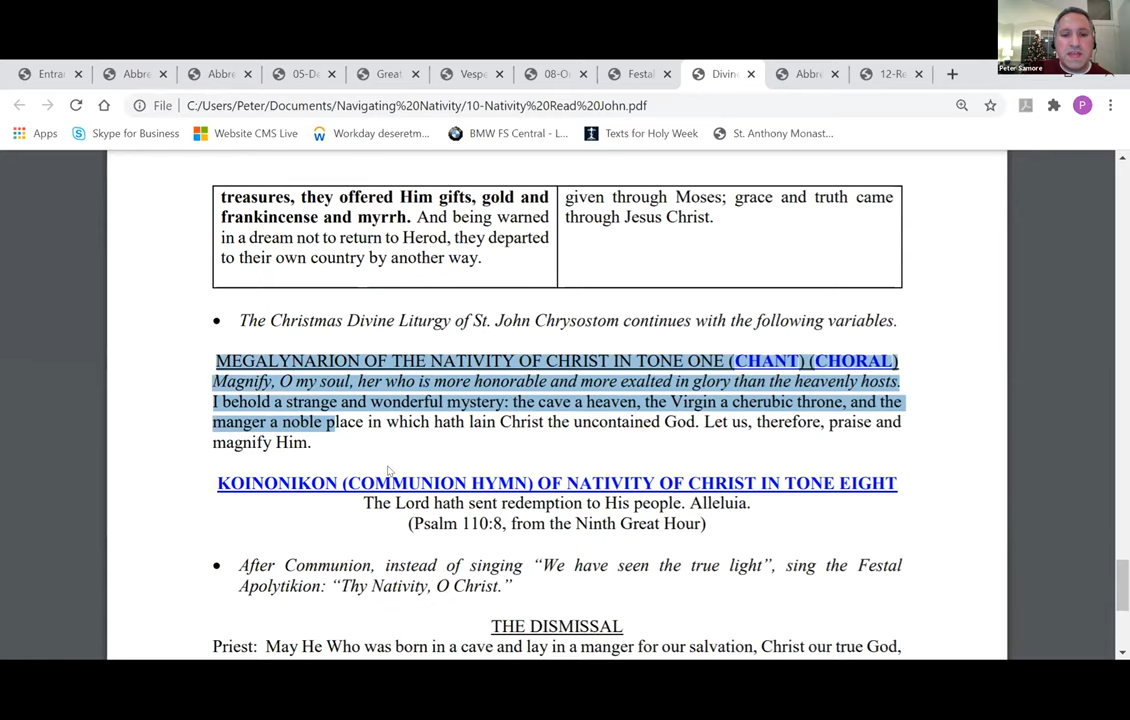 Peter Samore
Entra
Abbre
Abbre
05-De
Great
Vespe
08-O
Festal
Divin
Abbre
12-Re
File C:/Users/Peter/Documents/Navigating%20Nativity/10-Nativity%20Read%20John.pdf
P
Apps Skype for Business Website CMS Live Workday deseretm... BMW FS Central - L... Texts for Holy Week St. Anthony Monast...
treasures, they offered Him gifts, gold and
frankincense and myrrh. And being warned
in a dream not to return to Herod, they departed
to their own country by another way.
given through Moses; grace and truth came
through Jesus Christ.
• The Christmas Divine Liturgy of St. John Chrysostom continues with the following variables.
MEGALYNARION OF THE NATIVITY OF CHRIST IN TONE ONE (CHANT) (CHORAL)
Magnify, O my soul, her who is more honorable and more exalted in glory than the heavenly hosts.
I behold a strange and wonderful mystery: the cave a heaven, the Virgin a cherubic throne, and the
manger a noble place in which hath lain Christ the uncontained God. Let us, therefore, praise and
magnify Him.
KOINONIKON (COMMUNION HYMN) OF NATIVITY OF CHRIST IN TONE EIGHT
The Lord hath sent redemption to His people. Alleluia.
(Psalm 110:8, from the Ninth Great Hour)
• After Communion, instead of singing “We have seen the true light”, sing the Festal
Apolytikion: “Thy Nativity, O Christ.”
THE DISMISSAL
Priest: May He Who was born in a cave and lay in a manger for our salvation, Christ our true God,